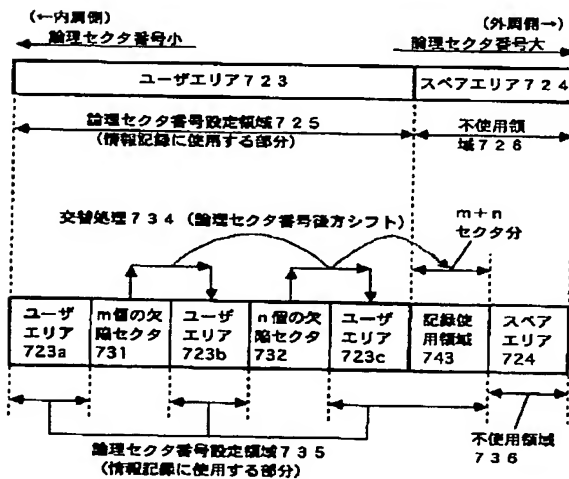 (←内周側)
論理セクタ番号小
(外周側→)
論理セクタ番号大
ユーザエリア723
スペアエリア724
論理セクタ番号設定領域725
(情報記録に使用する部分)
不使用領
域726
交替処理734 (論理セクタ番号後方シフト)
m+n
セクタ分
ユーザ
エリア
723a
m個の欠
陥セクタ
731
ユーザ
エリア
723b
n個の欠
陥セクタ
732
ユーザ
エリア
723c
記録使
用領域
743
スペア
エリア
724
論理セクタ番号設定領域735
(情報記録に使用する部分)
不使用領域
736